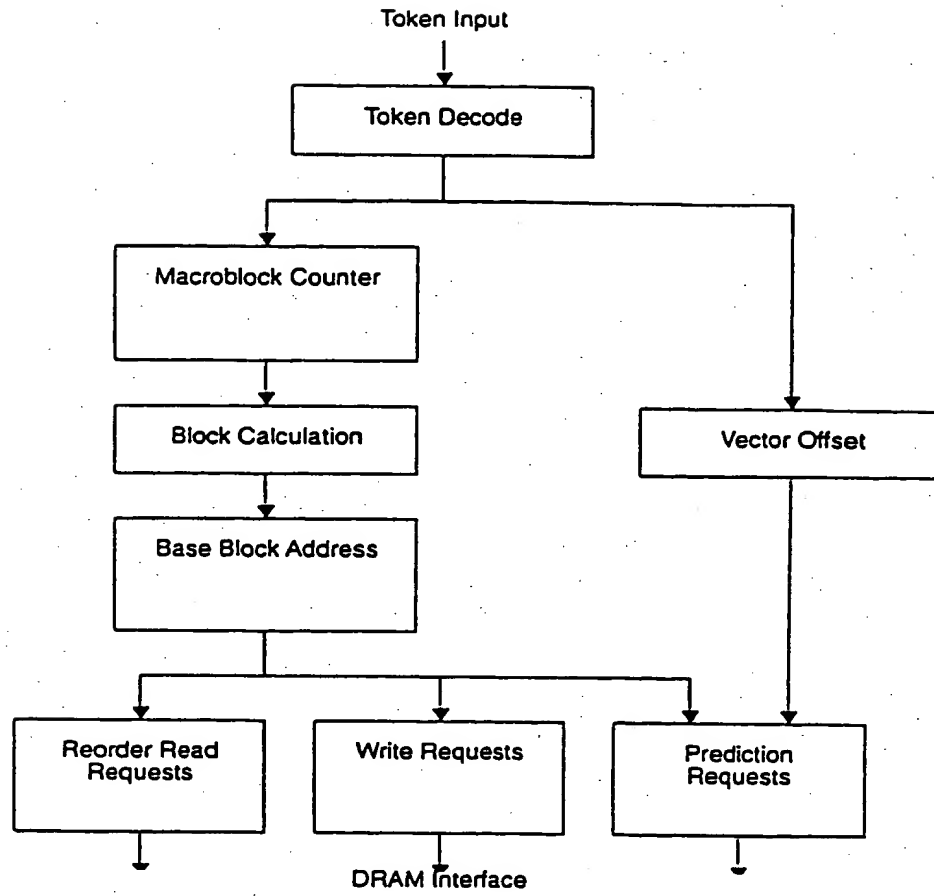 Token Input
Token Decode
Macroblock Counter
Block Calculation
Vector Offset
Base Block Address
Reorder Read
Requests
Write Requests
Prediction
Requests
DRAM Interface